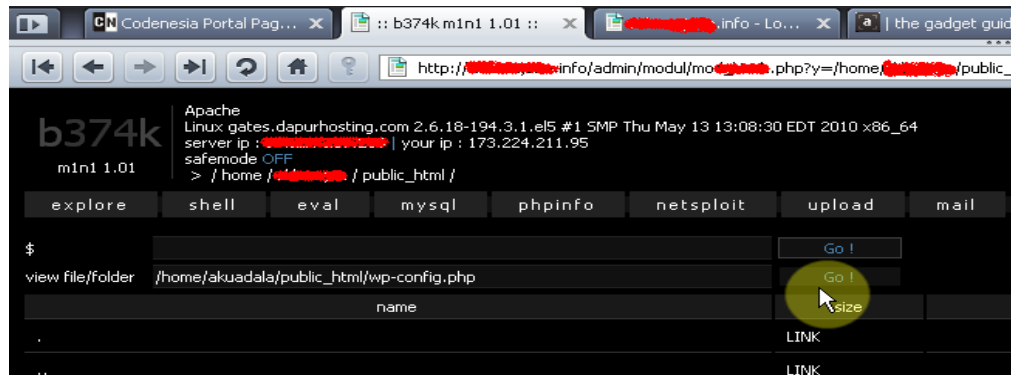 Codenesia Portal Pag... :: b374k m1n1 1.01 :: .info - Lo... | the gadget guid
http:// info/admin/modul/mo .php?y=/home/ /public_
b374k
m1n1 1.01
Apache
Linux gates.dapurhosting.com 2.6.18-194.3.1.el5 #1 SMP Thu May 13 13:08:30 EDT 2010 x86_64
server ip : | your ip : 173.224.211.95
safemode OFF
> / home / / public_html /
explore shell eval mysql phpinfo netsploit upload mail
$ Go !
view file/folder /home/akuadala/public_html/wp-config.php Go !
name size
. LINK
.. LINK